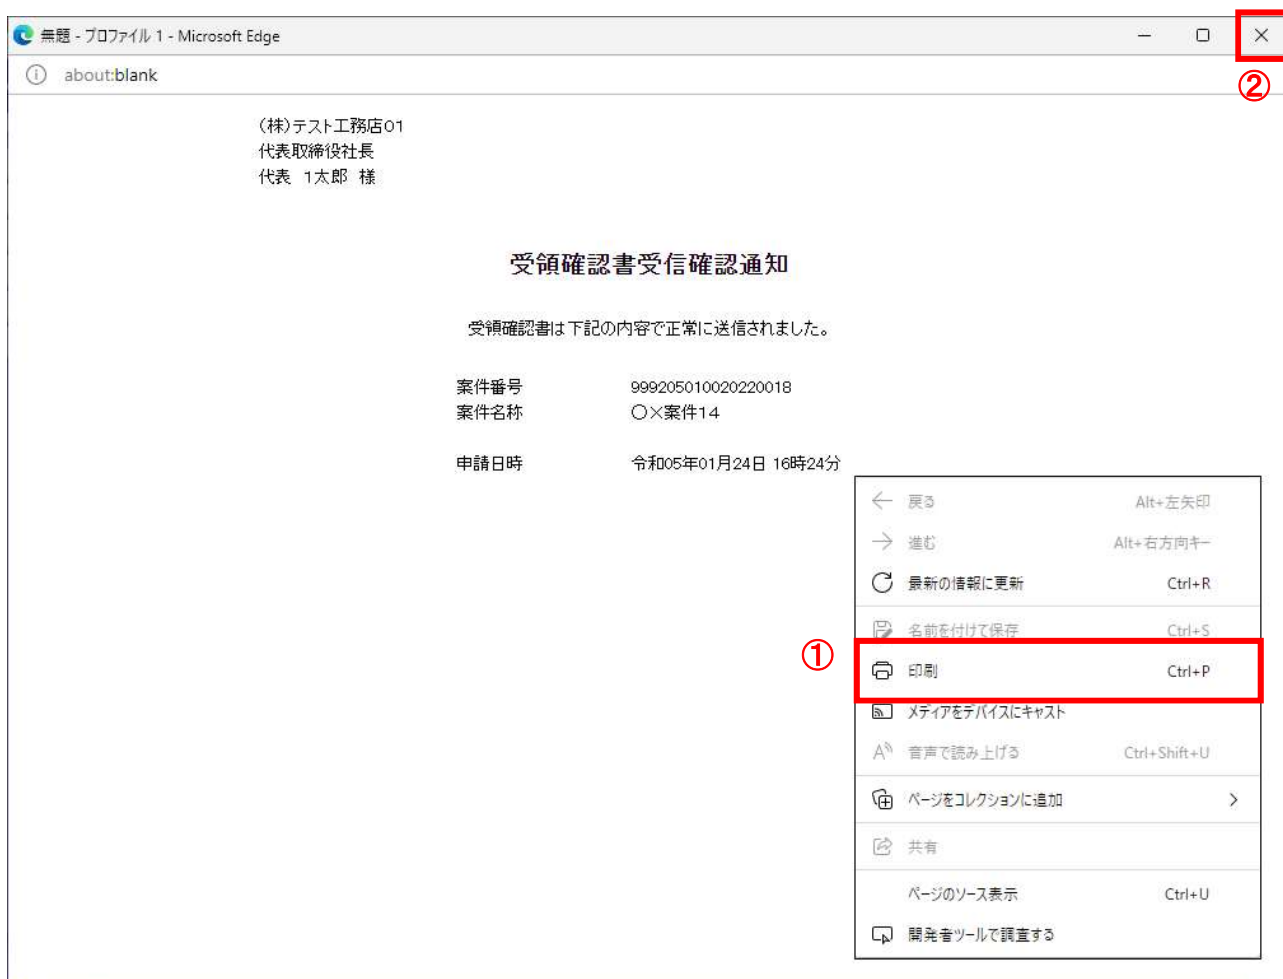 無題 - プロファイル 1 - Microsoft Edge
②
about:blank
(株)テスト工務店01
代表取締役社長
代表 1太郎 様
受領確認書受信確認通知
受領確認書は下記の内容で正常に送信されました。
案件番号 999205010020220018
案件名称 〇×案件14
申請日時 令和05年01月24日 16時24分
戻る Alt+左矢印
進む Alt+右方向キー
最新の情報に更新 Ctrl+R
名前を付けて保存 Ctrl+S
①
印刷 Ctrl+P
メディアをデバイスにキャスト
音声で読み上げる Ctrl+Shift+U
ページをコレクションに追加
共有
ページのソース表示 Ctrl+U
開発者ツールで調査する